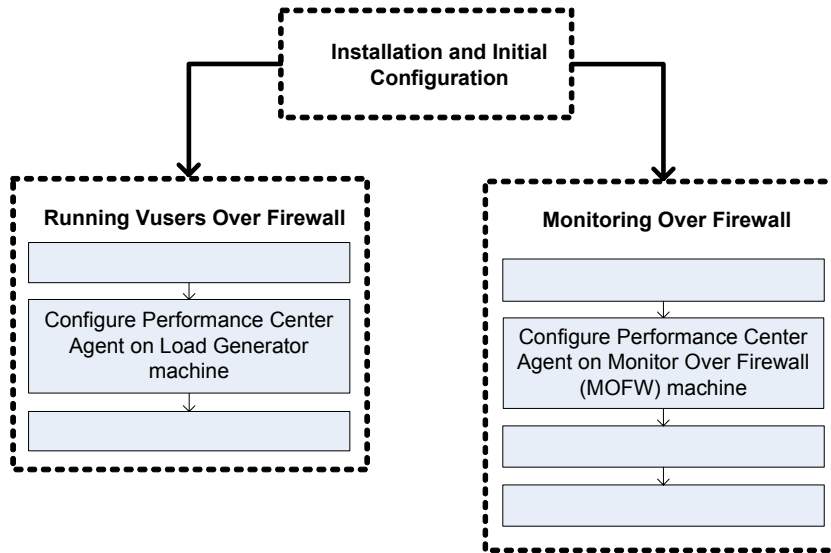 Installation and Initial
Configuration
Running Vusers Over Firewall
Configure Performance Center
Agent on Load Generator
machine
Monitoring Over Firewall
Configure Performance Center
Agent on Monitor Over Firewall
(MOFW) machine